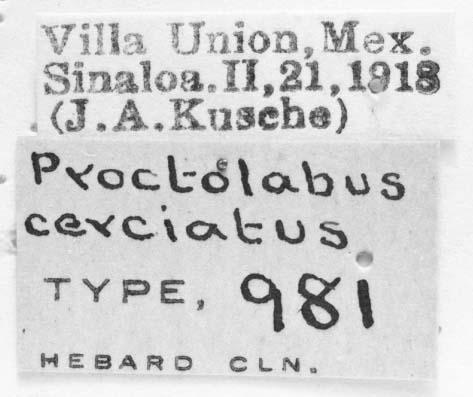 Villa Union, Mex.
Sinaloa. II, 21, 1918
(J.A.Kusche)
Proctolabus
cerciatus
TYPE, 981
HEBARD CLN.